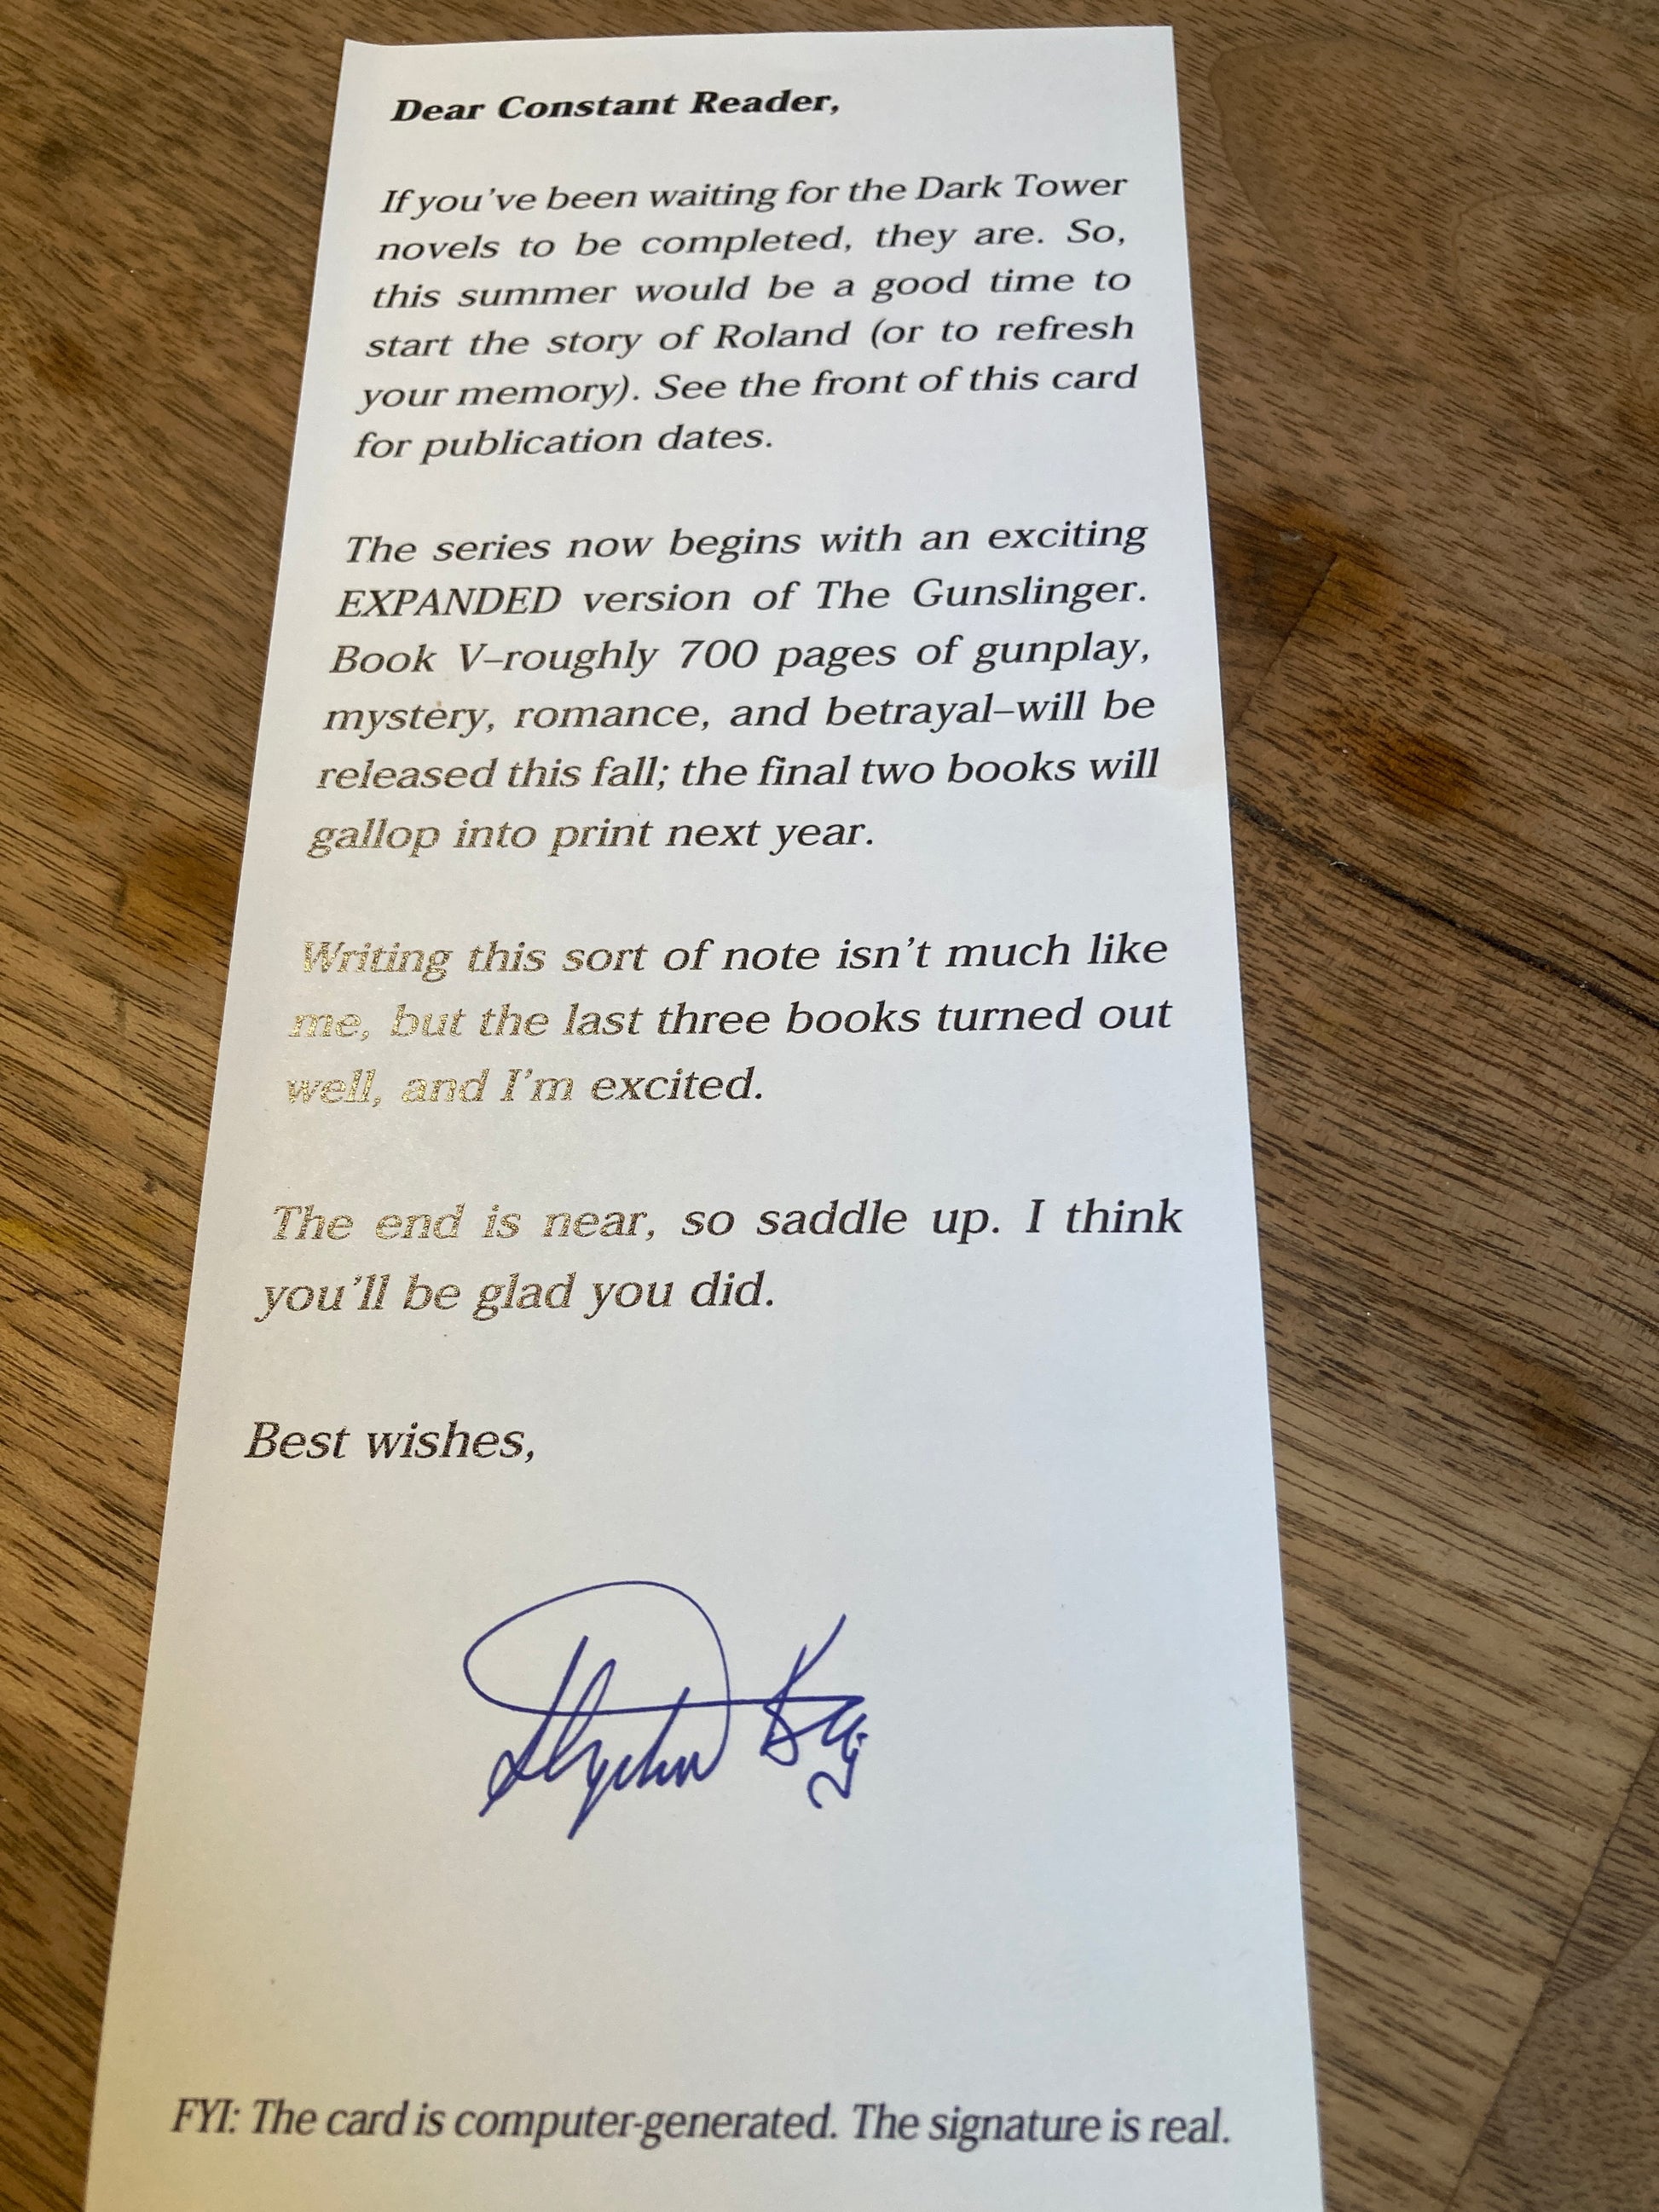 Dear Constant Reader,
If you've been waiting for the Dark Tower
novels to be completed, they are. So,
this summer would be a good time to
start the story of Roland (or to refresh
your memory). See the front of this card
for publication dates.
The series now begins with an exciting
EXPANDED version of The Gunslinger.
Book V–roughly 700 pages of gunplay,
mystery, romance, and betrayal–will be
released this fall; the final two books will
gallop into print next year.
Writing this sort of note isn't much like
me, but the last three books turned out
well, and I'm excited.
The end is near, so saddle up. I think
you'll be glad you did.
Best wishes,
Stephen King
FYI: The card is computer-generated. The signature is real.